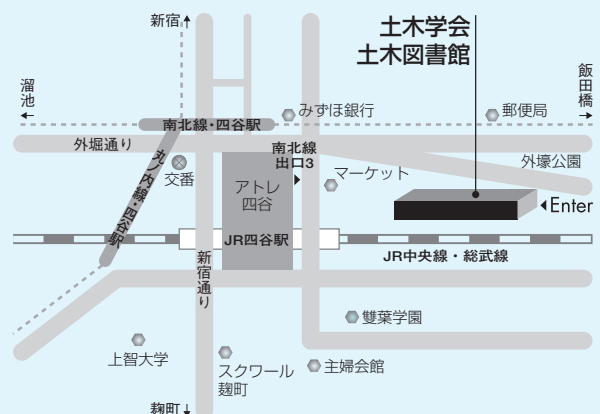 新宿
土木学会
土木図書館
溜池
飯田橋
みずほ銀行
郵便局
南北線・四谷駅
外堀通り
南北線
出口3
外濠公園
丸ノ内線・四谷駅
交番
アトレ
四谷
マーケット
Enter
JR四谷駅
JR中央線・総武線
新宿通り
雙葉学園
上智大学
スクワール
麹町
主婦会館
麹町